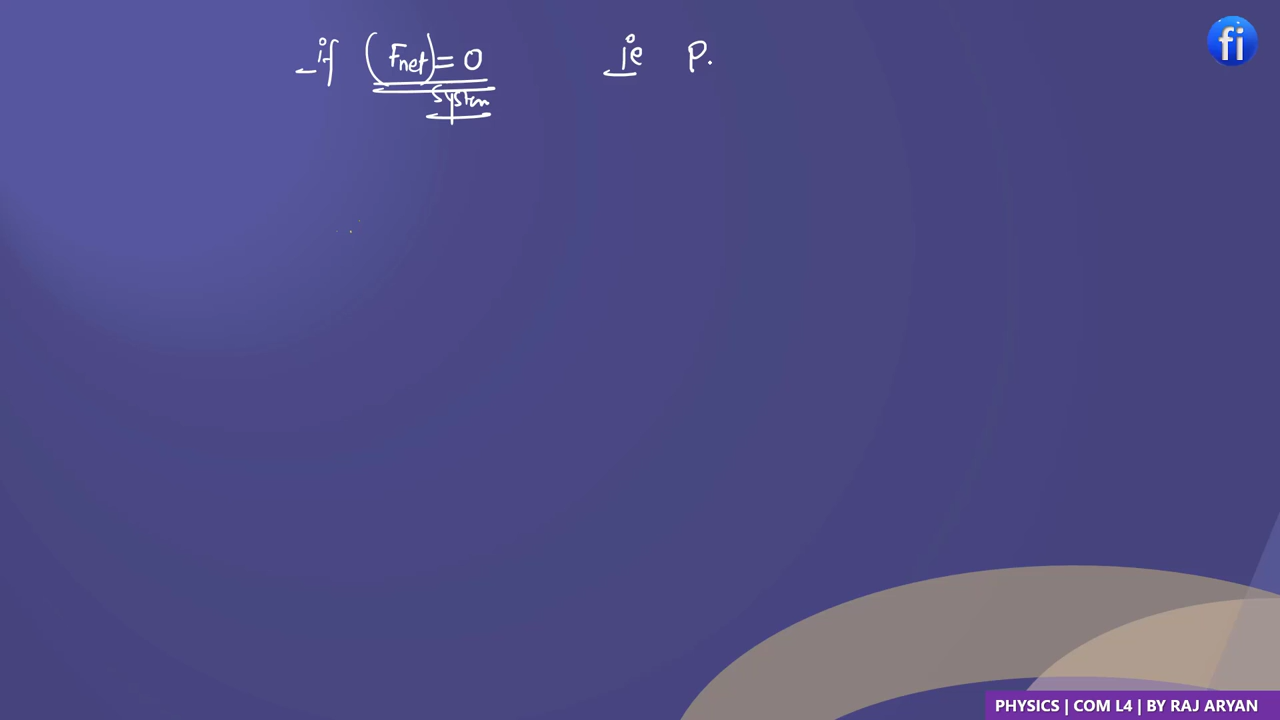 if (Fnet) = 0 ie P.
system
fi
PHYSICS | COM L4 | BY RAJ ARYAN